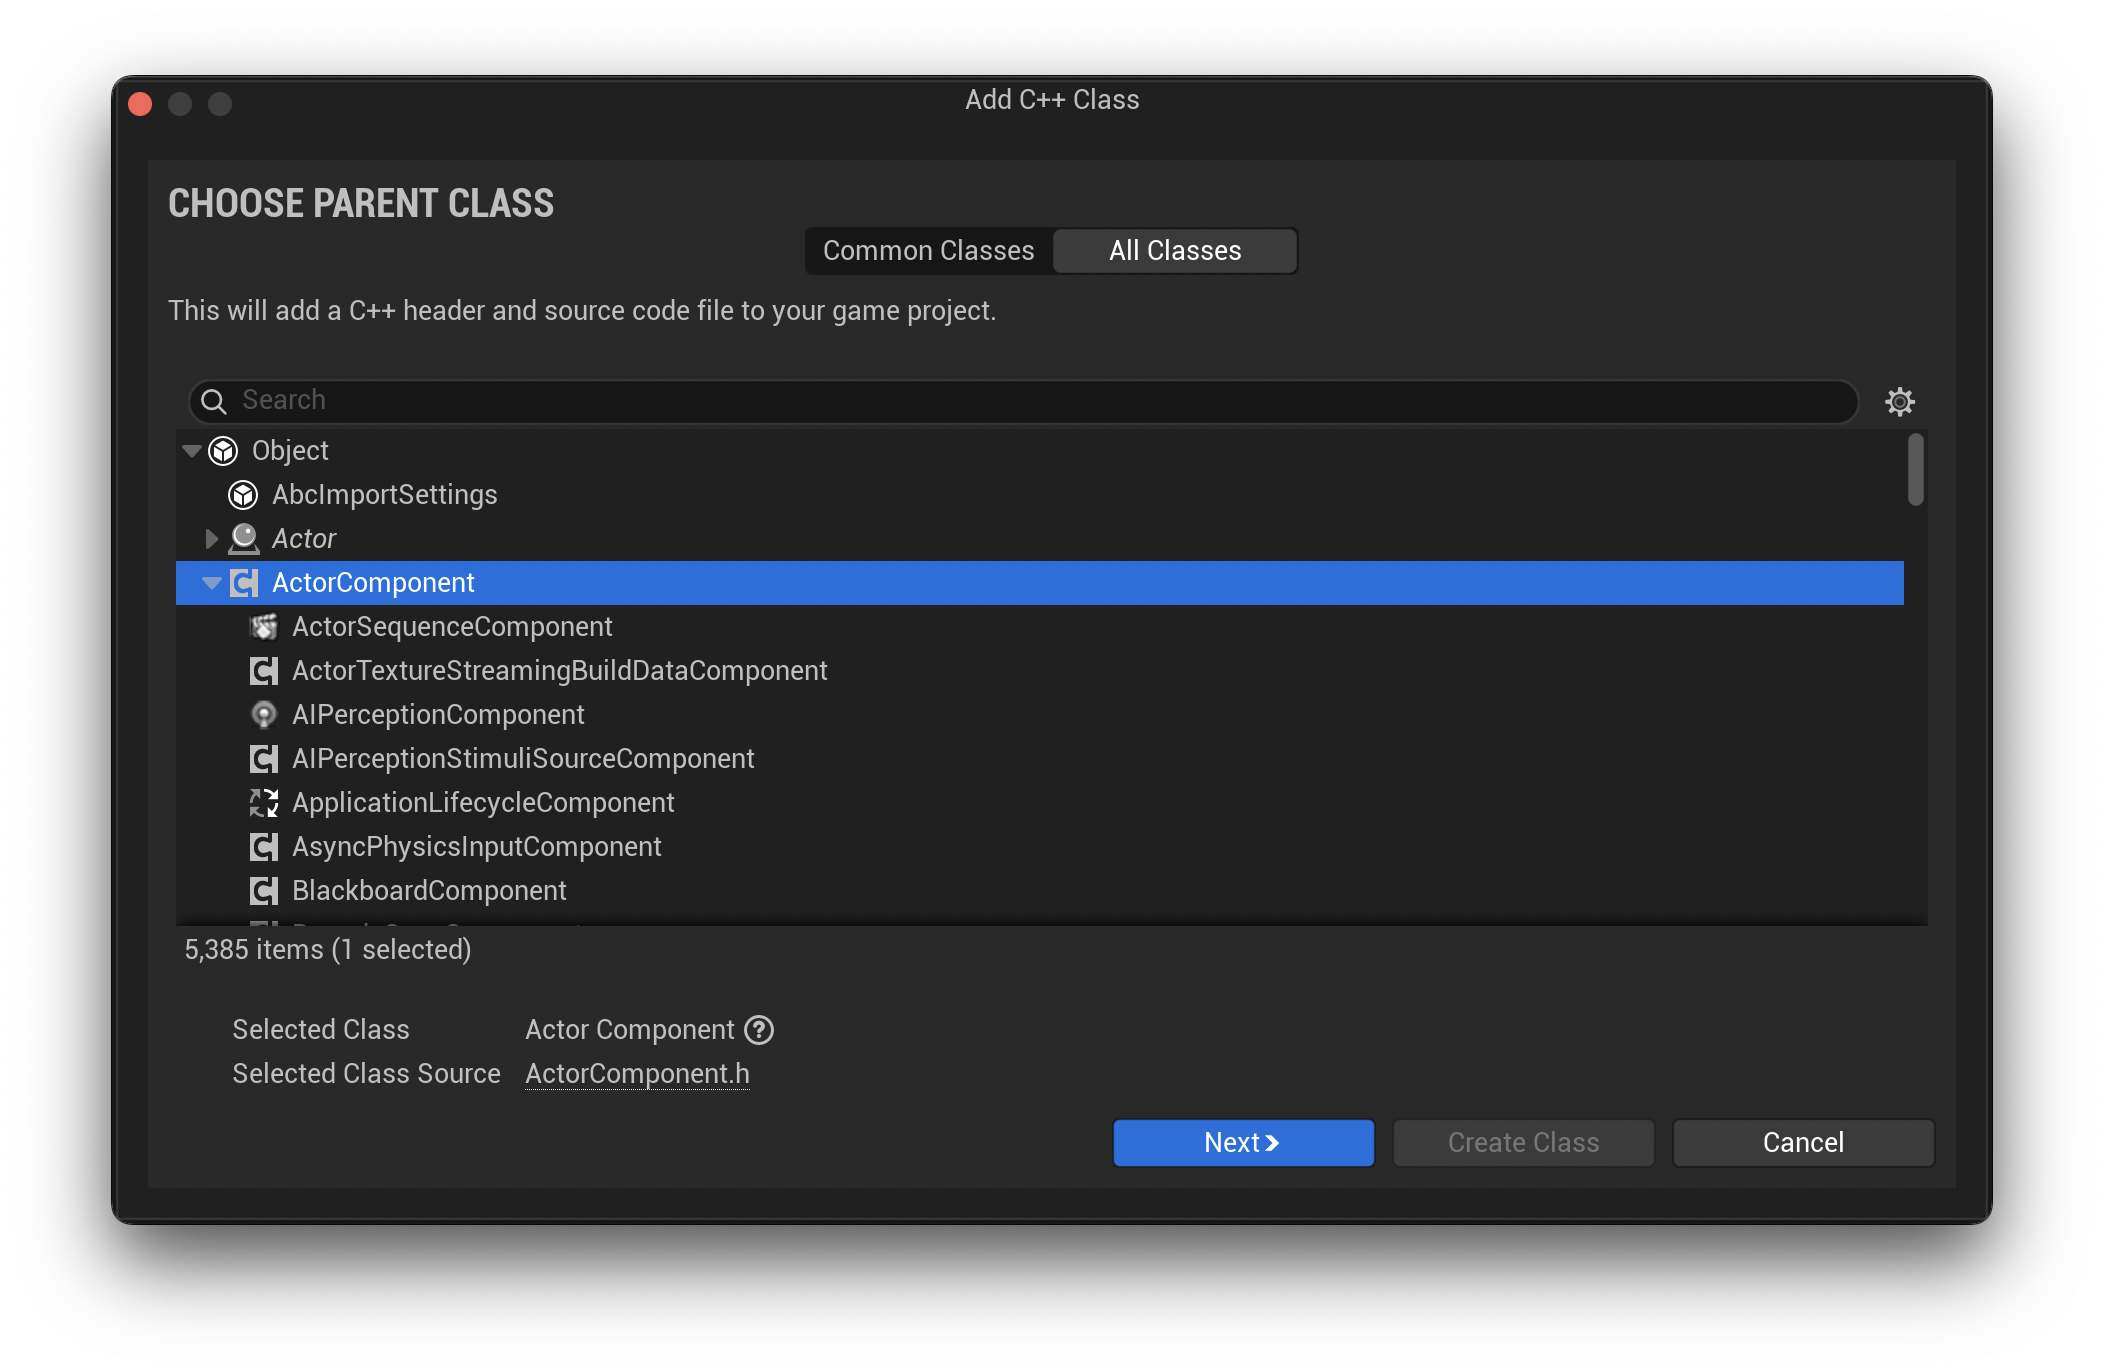 Add C++ Class
CHOOSE PARENT CLASS
Common Classes All Classes
This will add a C++ header and source code file to your game project.
Search
Object
AbcImportSettings
Actor
ActorComponent
ActorSequenceComponent
ActorTextureStreamingBuildDataComponent
AIPerceptionComponent
AIPerceptionStimuliSourceComponent
ApplicationLifecycleComponent
AsyncPhysicsInputComponent
BlackboardComponent
5,385 items (1 selected)
Selected Class Actor Component
Selected Class Source ActorComponent.h
Next Create Class Cancel